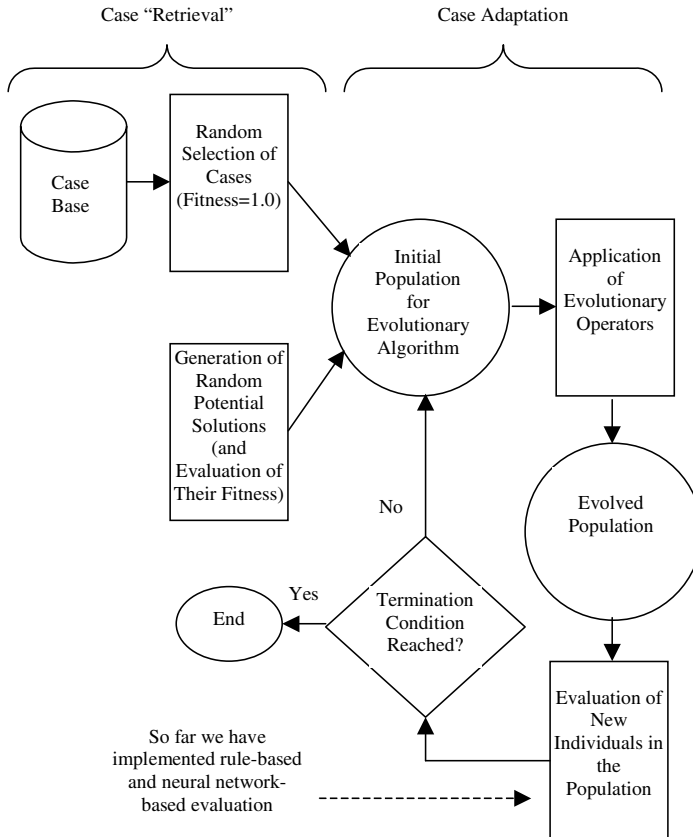 Case “Retrieval”
Case Adaptation
Case
Base
Random
Selection of
Cases
(Fitness=1.0)
Initial
Population
for
Evolutionary
Algorithm
Application
of
Evolutionary
Operators
Generation of
Random
Potential
Solutions
(and
Evaluation of
Their Fitness)
Evolved
Population
No
Yes
End
Termination
Condition
Reached?
Evaluation of
New
Individuals in
the
Population
So far we have
implemented rule-based
and neural network-
based evaluation